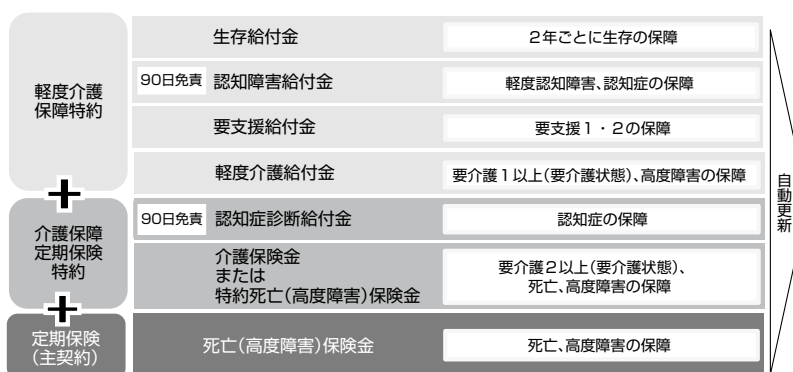 軽度介護
保障特約
生存給付金
2年ごとに生存の保障
90日免責 認知障害給付金
軽度認知障害、認知症の保障
要支援給付金
要支援1・2の保障
軽度介護給付金
要介護1以上(要介護状態)、高度障害の保障
+
介護保障
定期保険
特約
90日免責 認知症診断給付金
認知症の保障
介護保険金
または
特約死亡(高度障害)保険金
要介護2以上(要介護状態)、
死亡、高度障害の保障
+
定期保険
(主契約)
死亡(高度障害)保険金
死亡、高度障害の保障
自動更新